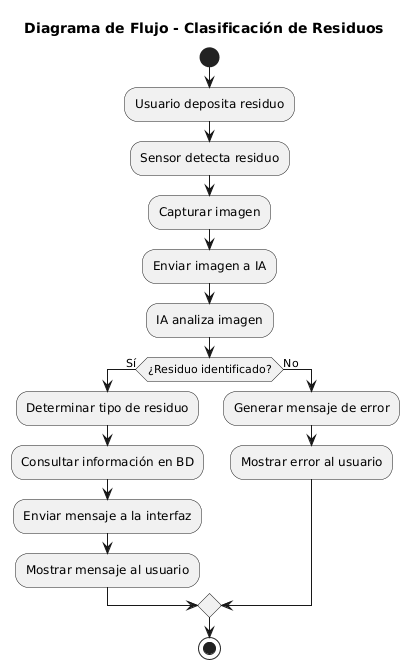 Diagrama de Flujo - Clasificación de Residuos
Usuario deposita residuo
Sensor detecta residuo
Capturar imagen
Enviar imagen a IA
IA analiza imagen
¿Residuo identificado?
Sí
No
Determinar tipo de residuo
Generar mensaje de error
Consultar información en BD
Mostrar error al usuario
Enviar mensaje a la interfaz
Mostrar mensaje al usuario